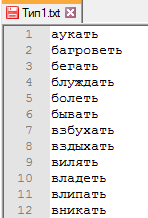 Тип1.txt
1 аукать
2 багроветь
3 бегать
4 блуждать
5 болеть
6 бывать
7 взбухать
8 вздыхать
9 вилять
10 владеть
11 влипать
12 вникать